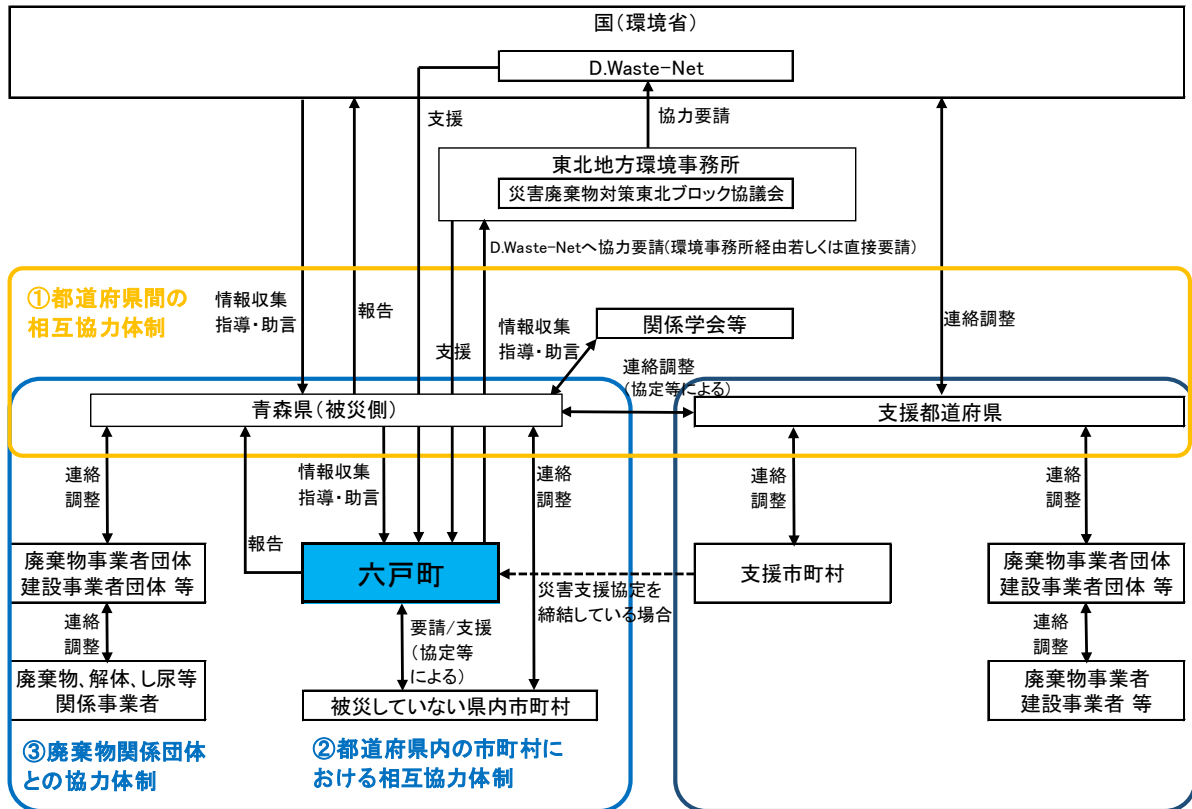 国（環境省）
D.Waste-Net
支援
協力要請
東北地方環境事務所
災害廃棄物対策東北ブロック協議会
D.Waste-Netへ協力要請(環境事務所経由若しくは直接要請)
①都道府県間の
相互協力体制
情報収集
指導・助言
報告
支援
情報収集
指導・助言
関係学会等
連絡調整
連絡調整
(協定等による)
青森県（被災側）
支援都道府県
連絡
調整
情報収集
指導・助言
連絡
調整
連絡
調整
連絡
調整
報告
廃棄物事業者団体
建設事業者団体 等
六戸町
災害支援協定を
締結している場合
支援市町村
廃棄物事業者団体
建設事業者団体 等
連絡
調整
要請/支援
(協定等
による)
連絡
調整
廃棄物、解体、し尿等
関係事業者
被災していない県内市町村
廃棄物事業者
建設事業者 等
③廃棄物関係団体
との協力体制
②都道府県内の市町村に
おける相互協力体制